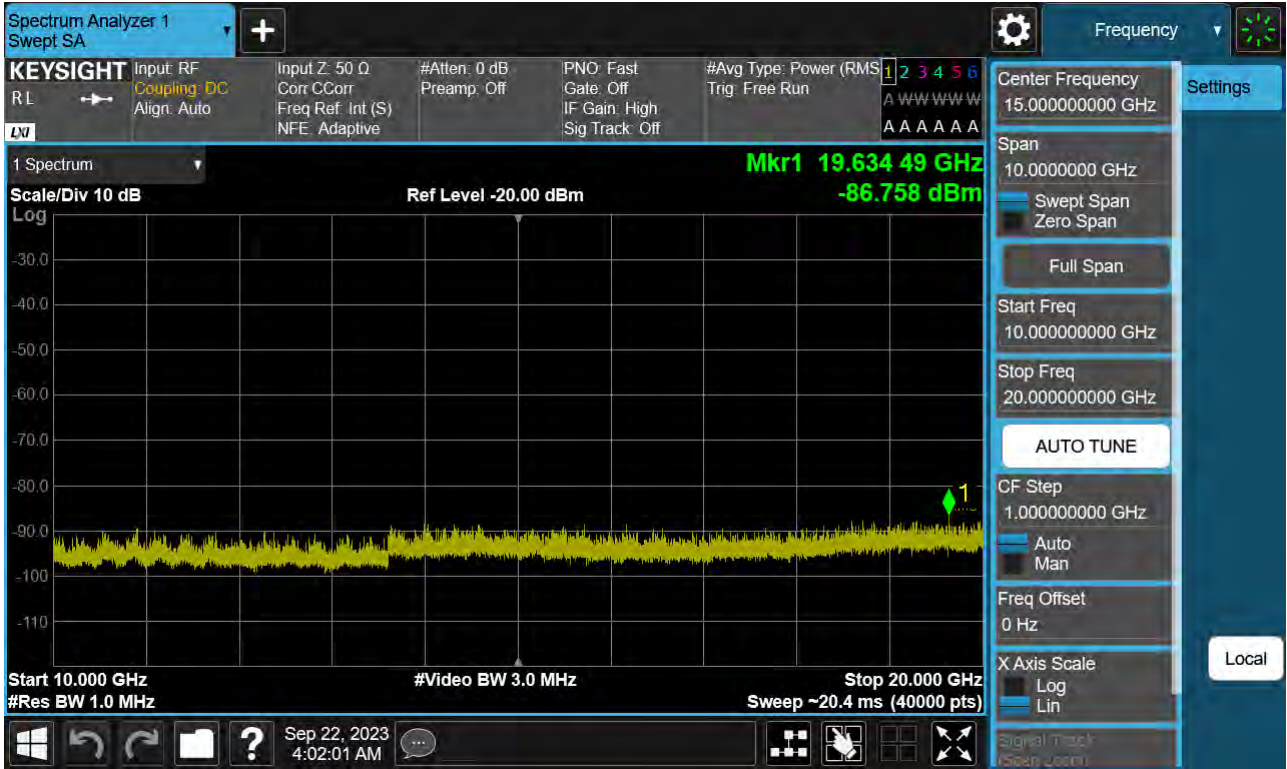 Spectrum Analyzer 1
Swept SA
+
Frequency
KEYSIGHT
R L
LXI
Input: RF
Coupling: DC
Align: Auto
Input Z: 50 Ω
Corr CCorr
Freq Ref: Int (S)
NFE: Adaptive
#Atten: 0 dB
Preamp: Off
PNO: Fast
Gate: Off
IF Gain: High
Sig Track: Off
#Avg Type: Power (RMS
Trig: Free Run
1 2 3 4 5 6
A W W W W W
A A A A A A
1 Spectrum
Scale/Div 10 dB
Log
Ref Level -20.00 dBm
Mkr1 19.634 49 GHz
-86.758 dBm
-30.0
-40.0
-50.0
-60.0
-70.0
-80.0
-90.0
-100
-110
1
Start 10.000 GHz
#Res BW 1.0 MHz
#Video BW 3.0 MHz
Stop 20.000 GHz
Sweep ~20.4 ms (40000 pts)
Center Frequency
15.000000000 GHz
Span
10.0000000 GHz
Swept Span
Zero Span
Full Span
Start Freq
10.000000000 GHz
Stop Freq
20.000000000 GHz
AUTO TUNE
CF Step
1.000000000 GHz
Auto
Man
Freq Offset
0 Hz
X Axis Scale
Log
Lin
Signal Track
(Span Zoom)
Settings
Local
?
Sep 22, 2023
4:02:01 AM